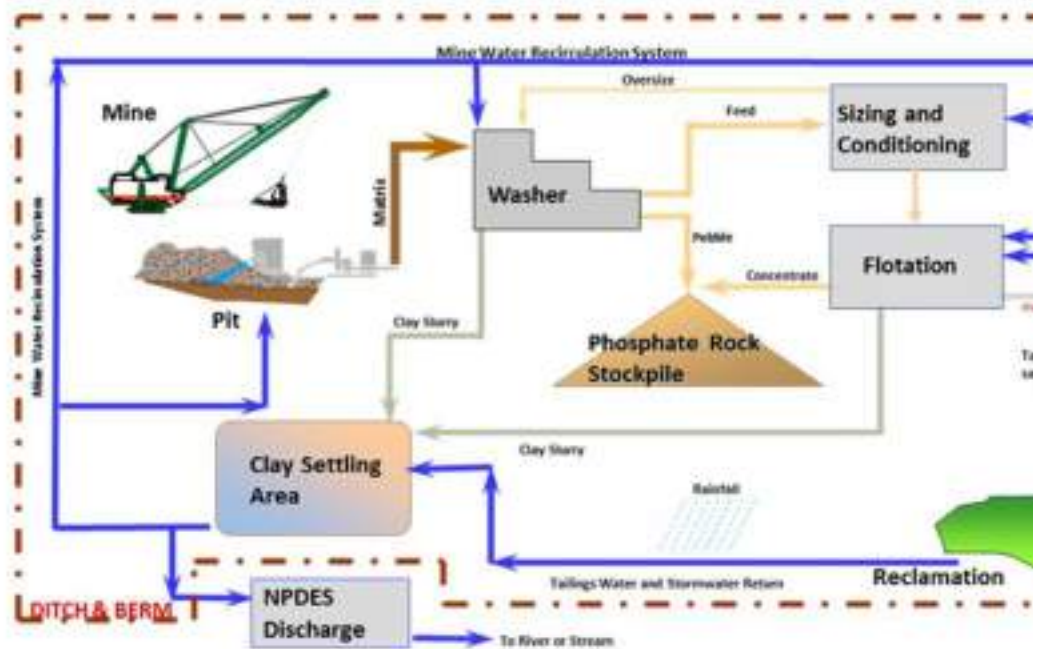 Mine Water Recirculation System
Oversize
Mine
Feed
Sizing and
Conditioning
Matrix
Washer
Mine Water Recirculation System
Pebble
Flotation
Concentrate
Pit
Clay Slurry
Phosphate Rock
Stockpile
Clay Settling
Area
Clay Slurry
Rainfall
Tailings Water and Stormwater Return
Reclamation
DITCH & BERM
NPDES
Discharge
To River or Stream